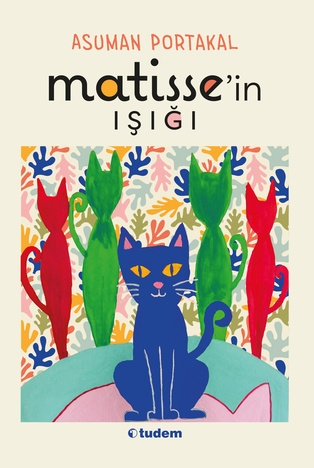 ASUMAN PORTAKAL
matisse'in
IŞIĞI
tudem